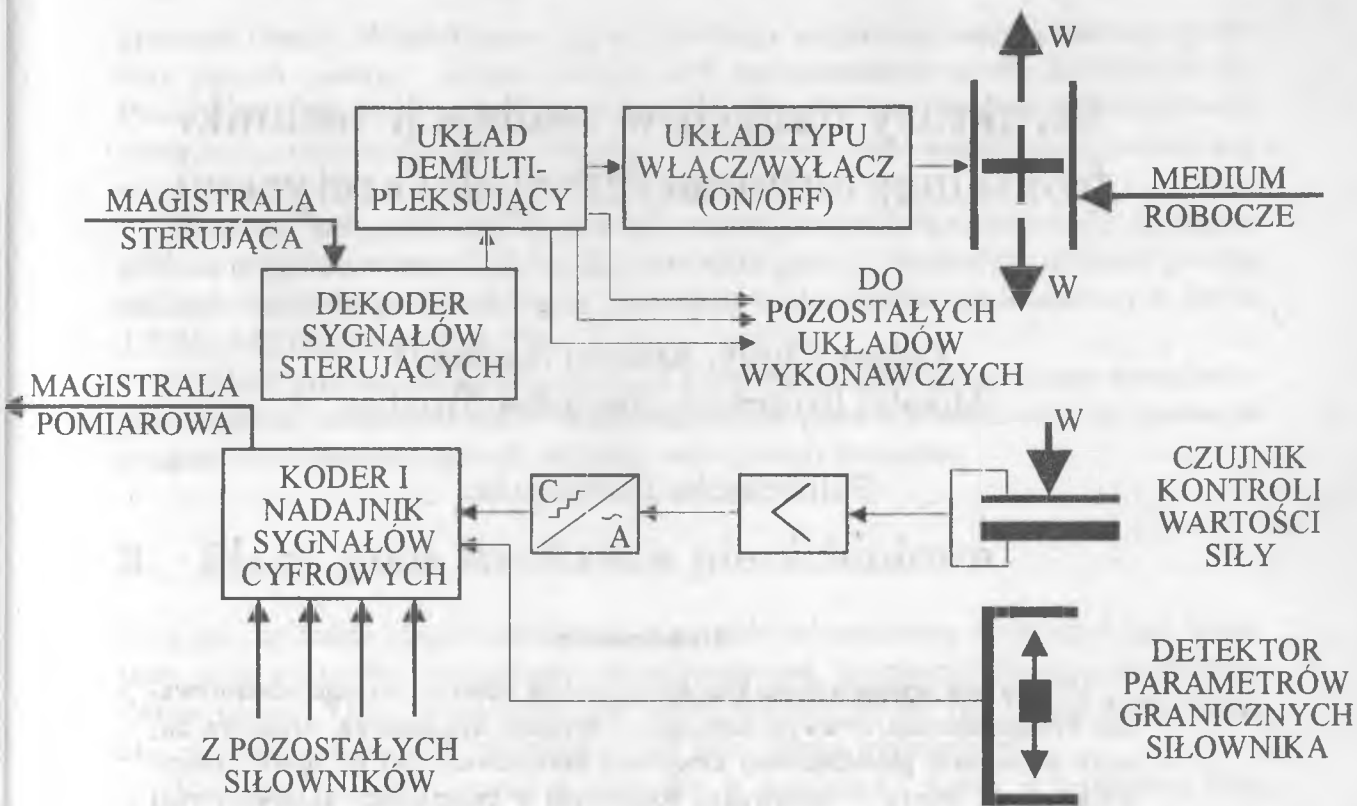 W
UKŁAD
DEMULTI-
PLEKSUJĄCY
UKŁAD TYPU
WŁĄCZ/WYŁĄCZ
(ON/OFF)
MEDIUM
ROBOCZE
MAGISTRALA
STERUJĄCA
W
DEKODER
SYGNAŁÓW
STERUJĄCYCH
DO
POZOSTAŁYCH
UKŁADÓW
WYKONAWCZYCH
MAGISTRALA
POMIAROWA
KODER I
NADAJNIK
SYGNAŁÓW
CYFROWYCH
C
A
W
CZUJNIK
KONTROLI
WARTOŚCI
SIŁY
DETEKTOR
PARAMETRÓW
GRANICZNYCH
SIŁOWNIKA
Z POZOSTAŁYCH
SIŁOWNIKÓW